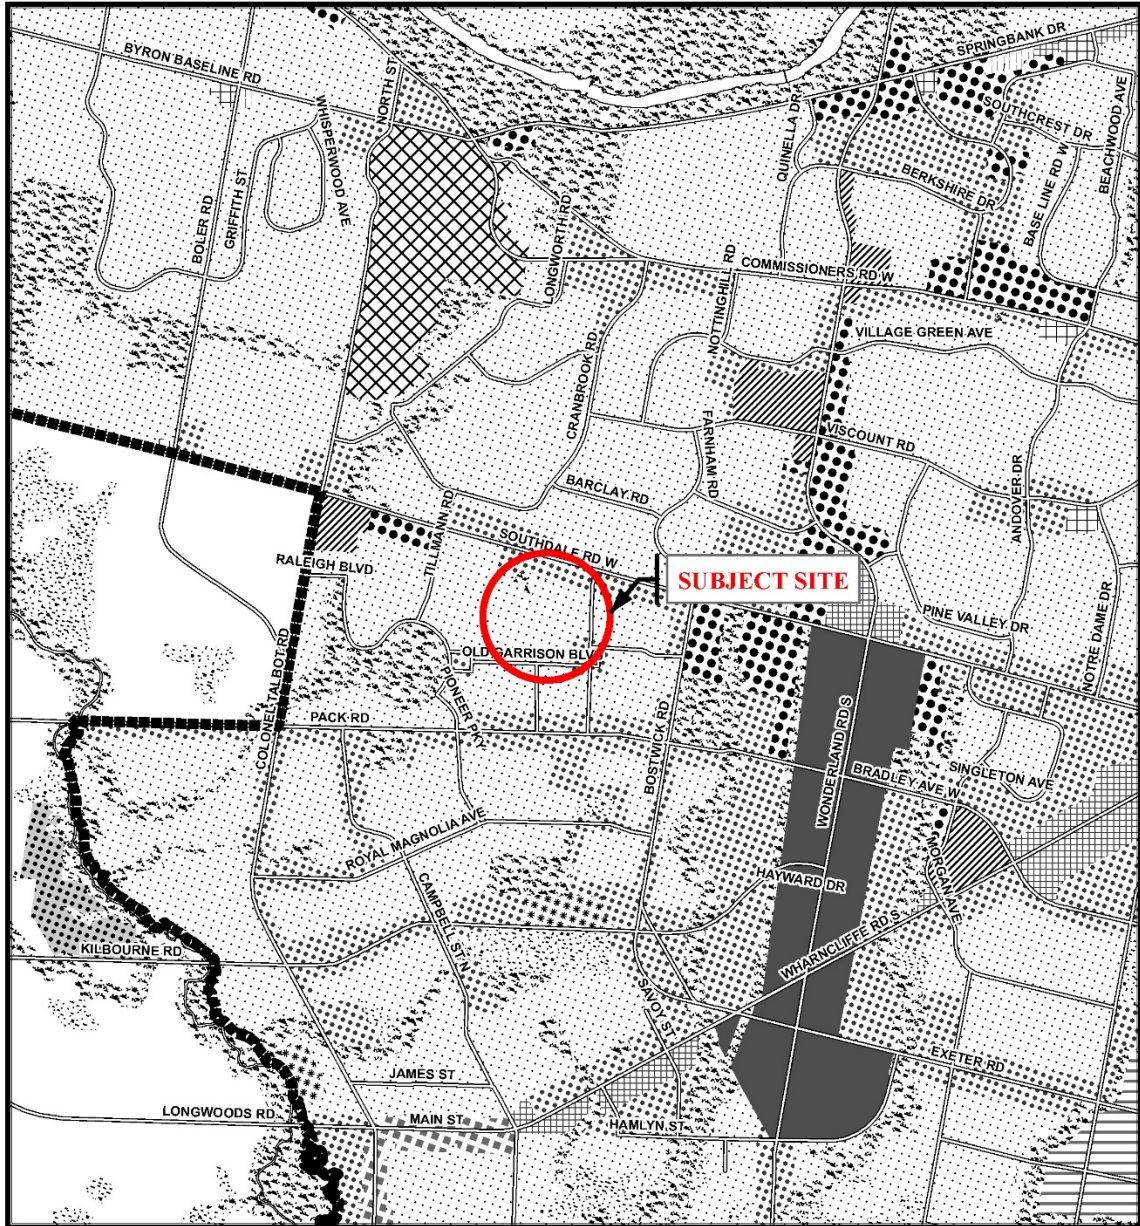 SPRINGBANK DR
BYRON BASELINE RD
NORTH ST
WHISPERWOOD AVE
QUINELLA DR
SOUTHCREST DR
BEACHWOOD AVE
BERKSHIRE DR
BASE LINE RD W
GRIFFITH ST
BOLER RD
LONGWORTH RD
COMMISSIONERS RD W
NOTTINGHILL RD
VILLAGE GREEN AVE
CRANBROOK RD
FARNHAM RD
VISCOUNT RD
ANDOVER DR
BARCLAY RD
TILLMANN RD
SOUTHDALE RD W
RALEIGH BLVD
SUBJECT SITE
PINE VALLEY DR
NOTRE DAME DR
OLD GARRISON BLVD
COLONEL TALBOT RD
PIONEER PKY
PACK RD
BOSTWICK RD
WONDERLAND RD S
BRADLEY AVE W
SINGLETON AVE
ROYAL MAGNOLIA AVE
MORGAN AVE
HAYWARD DR
CAMPBELL ST N
WHARNCLIFFE RD S
KILBOURNE RD
SAVOY ST
EXETER RD
JAMES ST
LONGWOODS RD
MAIN ST
HAMLYN ST